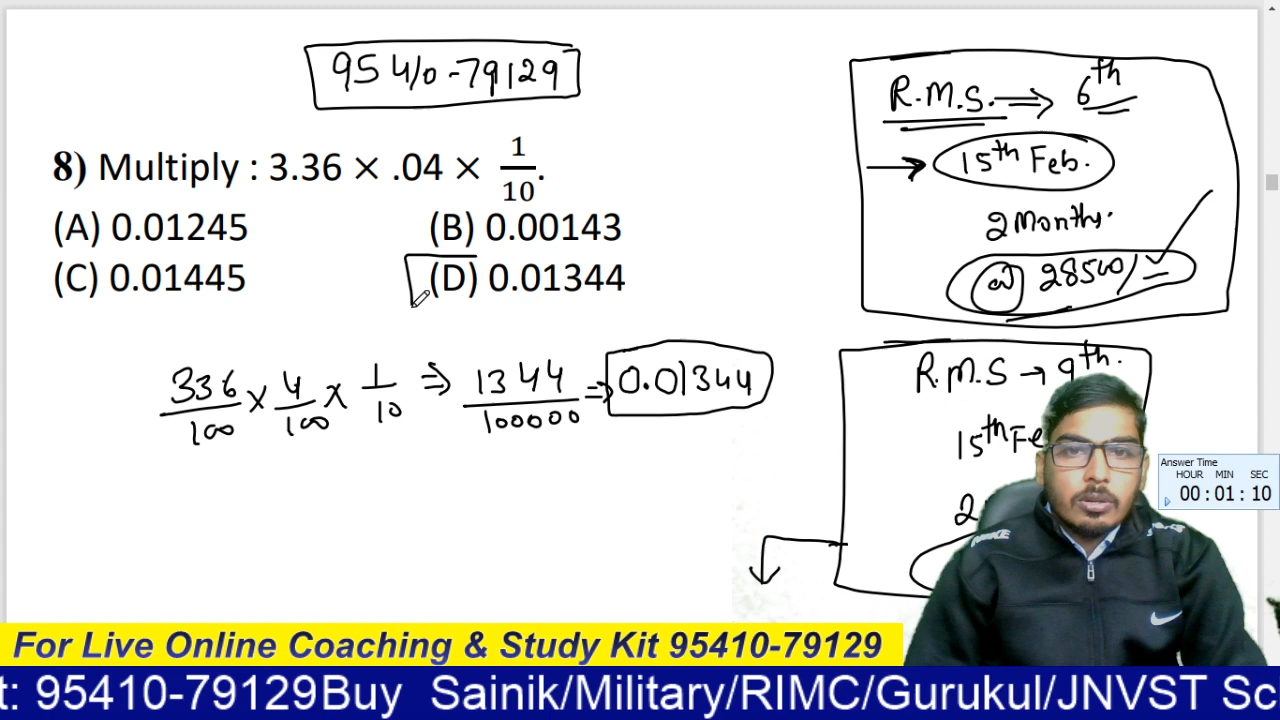 95410-79129
8) Multiply : 3.36 × .04 × 1/10.
(A) 0.01245 (B) 0.00143
(C) 0.01445 (D) 0.01344
336/100 × 4/100 × 1/10 ⇒ 1344/100000 ⇒ 0.01344
R.M.S. ⇒ 6th
→ 15th Feb.
2 Months.
@ 28500/=
R.M.S → 9th.
15th Fe
2
Answer Time
HOUR MIN SEC
00:01:10
For Live Online Coaching & Study Kit 95410-79129
t: 95410-79129Buy Sainik/Military/RIMC/Gurukul/JNVST Sc